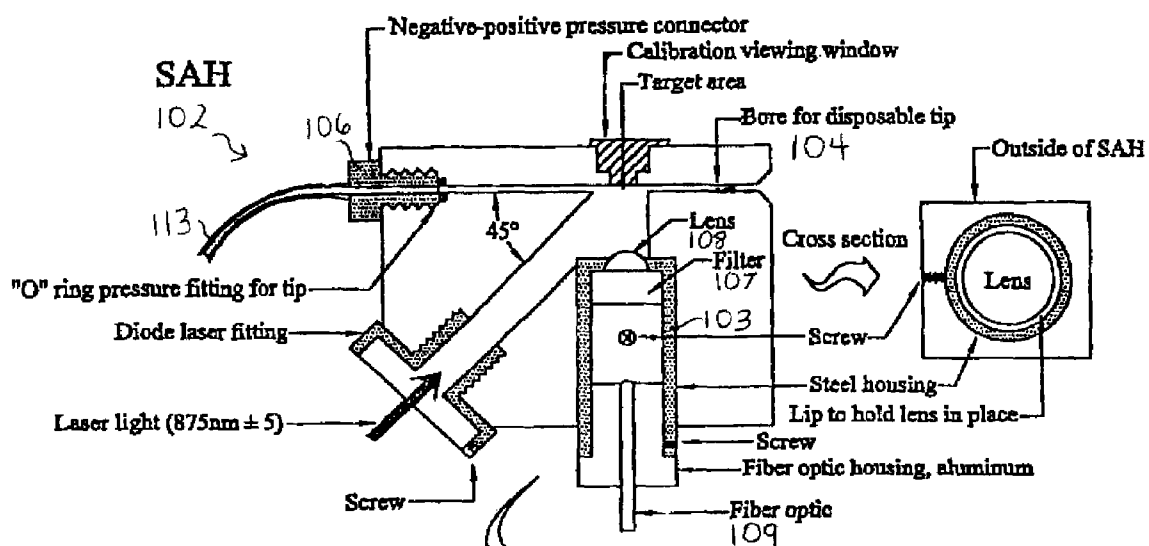 Negative-positive pressure connector
Calibration viewing window
SAH
Target area
102
106
Bore for disposable tip
104
Outside of SAH
113
45°
Lens
108
Cross section
Filter
107
Lens
"O" ring pressure fitting for tip
Diode laser fitting
103
Screw
Steel housing
Laser light (875nm ± 5)
Lip to hold lens in place
Screw
Fiber optic housing, aluminum
Screw
Fiber optic
109